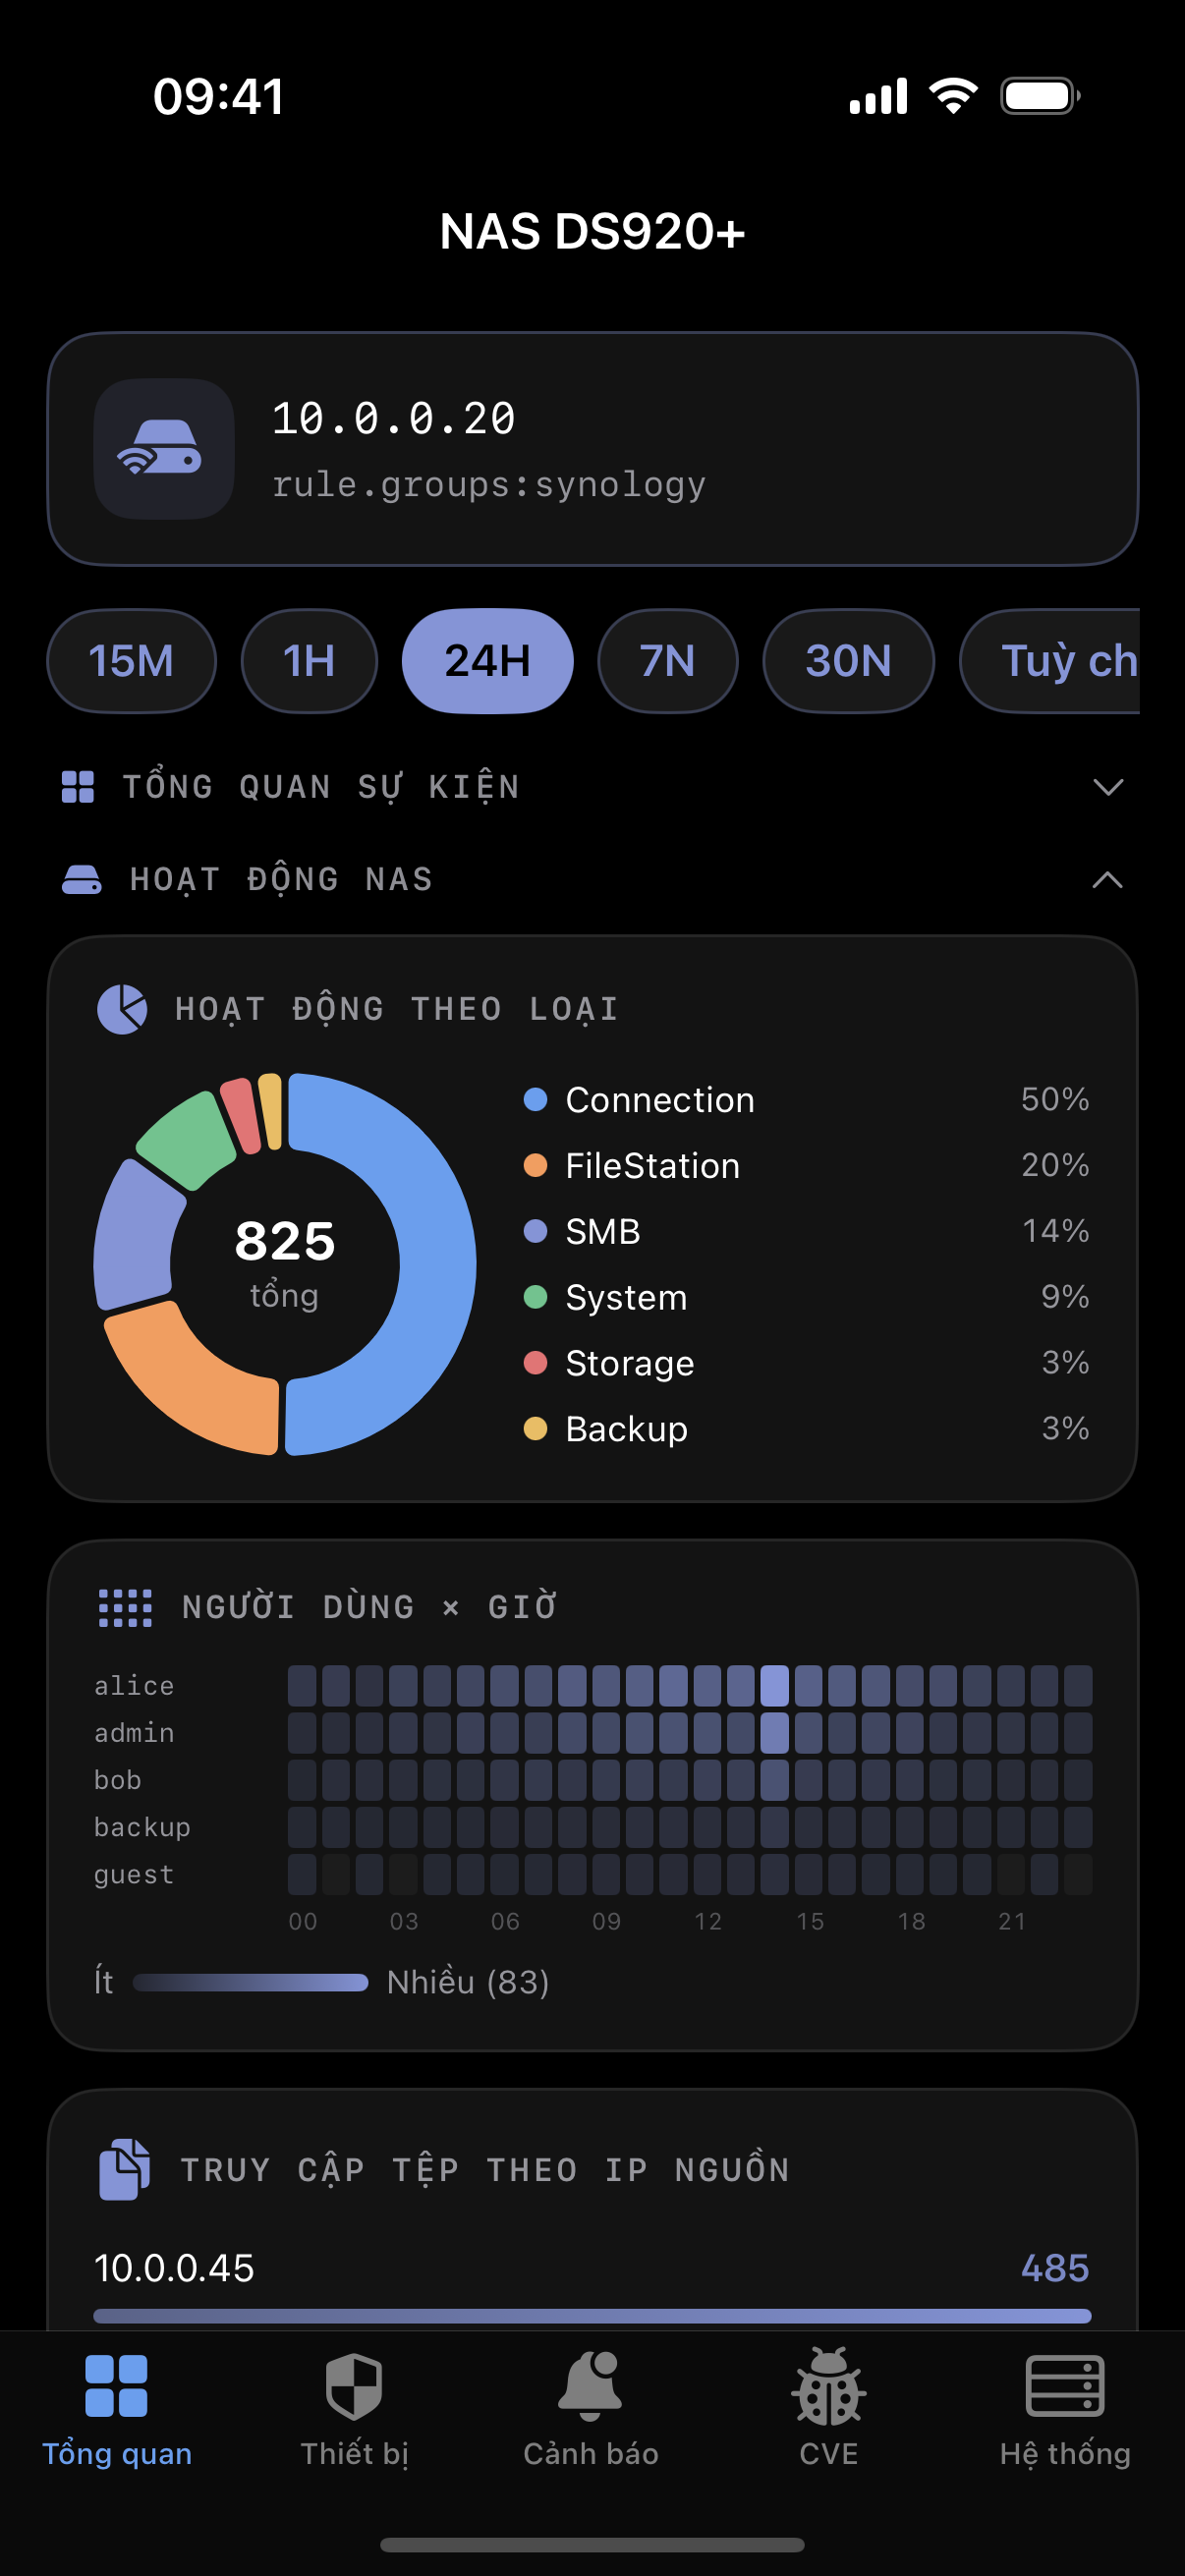 09:41
NAS DS920+
10.0.0.20
rule.groups:synology
15M 1H 24H 7N 30N Tuỳ ch
TỔNG QUAN SỰ KIỆN
HOẠT ĐỘNG NAS
HOẠT ĐỘNG THEO LOẠI
825
tổng
Connection 50%
FileStation 20%
SMB 14%
System 9%
Storage 3%
Backup 3%
NGƯỜI DÙNG × GIỜ
alice
admin
bob
backup
guest
00 03 06 09 12 15 18 21
Ít Nhiều (83)
TRUY CẬP TỆP THEO IP NGUỒN
10.0.0.45 485
Tổng quan Thiết bị Cảnh báo CVE Hệ thống